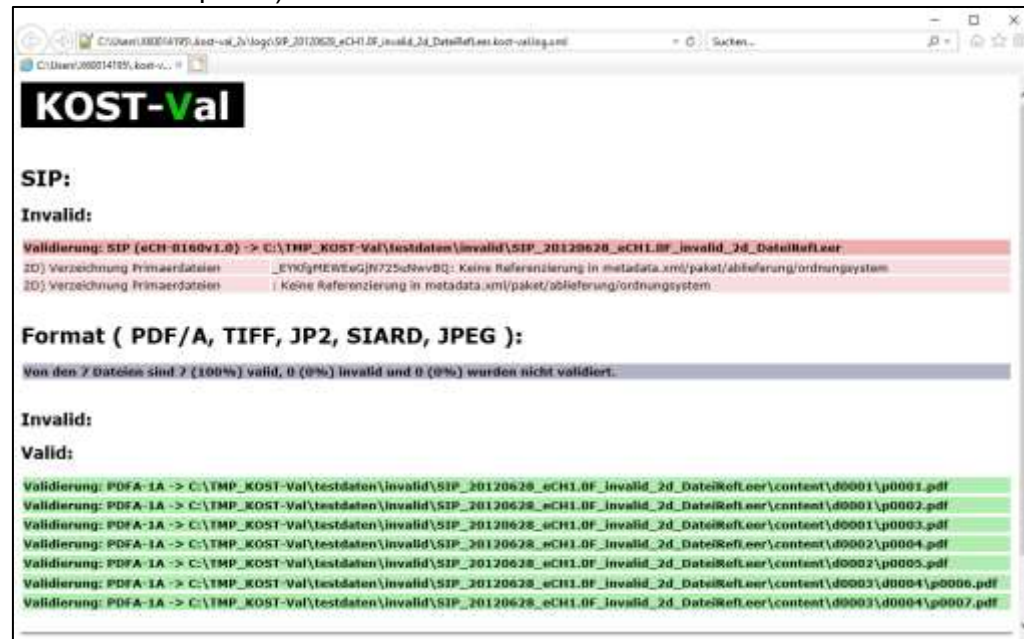 KOST-Val
SIP:
Invalid:
Validierung: SIP (eCH-0160v1.0) -> C:\TMP_KOST-Val\testdaten\invalid\SIP_20120628_eCH1.0F_invalid_2d_DateiRefLeer
2D) Verzeichnung Primaerdateien : Keine Referenzierung in metadata.xml/paket/ablieferung/ordnungsystem
2D) Verzeichnung Primaerdateien : Keine Referenzierung in metadata.xml/paket/ablieferung/ordnungsystem
Format ( PDF/A, TIFF, JP2, SIARD, JPEG ):
Von den 7 Dateien sind 7 (100%) valid, 0 (0%) invalid und 0 (0%) wurden nicht validiert.
Invalid:
Valid:
Validierung: PDFA-1A -> C:\TMP_KOST-Val\testdaten\invalid\SIP_20120628_eCH1.0F_invalid_2d_DateiRefLeer\content\d0001\p0001.pdf
Validierung: PDFA-1A -> C:\TMP_KOST-Val\testdaten\invalid\SIP_20120628_eCH1.0F_invalid_2d_DateiRefLeer\content\d0001\p0002.pdf
Validierung: PDFA-1A -> C:\TMP_KOST-Val\testdaten\invalid\SIP_20120628_eCH1.0F_invalid_2d_DateiRefLeer\content\d0001\p0003.pdf
Validierung: PDFA-1A -> C:\TMP_KOST-Val\testdaten\invalid\SIP_20120628_eCH1.0F_invalid_2d_DateiRefLeer\content\d0002\p0004.pdf
Validierung: PDFA-1A -> C:\TMP_KOST-Val\testdaten\invalid\SIP_20120628_eCH1.0F_invalid_2d_DateiRefLeer\content\d0002\p0005.pdf
Validierung: PDFA-1A -> C:\TMP_KOST-Val\testdaten\invalid\SIP_20120628_eCH1.0F_invalid_2d_DateiRefLeer\content\d0003\d0004\p0006.pdf
Validierung: PDFA-1A -> C:\TMP_KOST-Val\testdaten\invalid\SIP_20120628_eCH1.0F_invalid_2d_DateiRefLeer\content\d0003\d0004\p0007.pdf